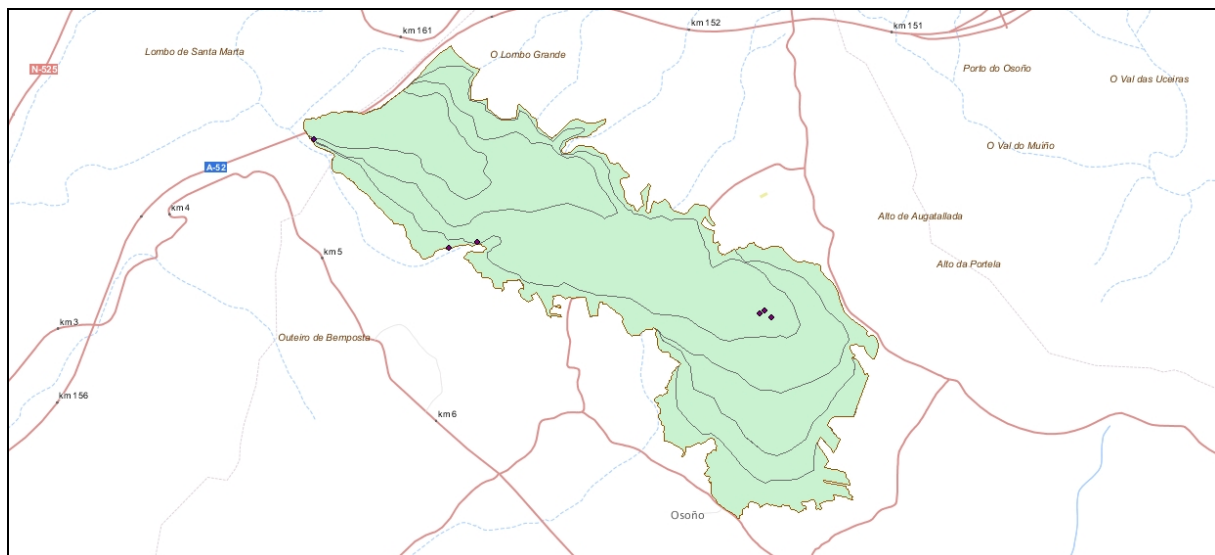 km 152
km 151
km 161
Lombo de Santa Marta
O Lombo Grande
N-525
Porto do Osoño
O Val das Uceiras
O Val do Muiño
A-52
km 4
Alto de Augatallada
km 5
Alto da Portela
km 3
Outeiro de Bemposta
km 156
km 6
Osoño